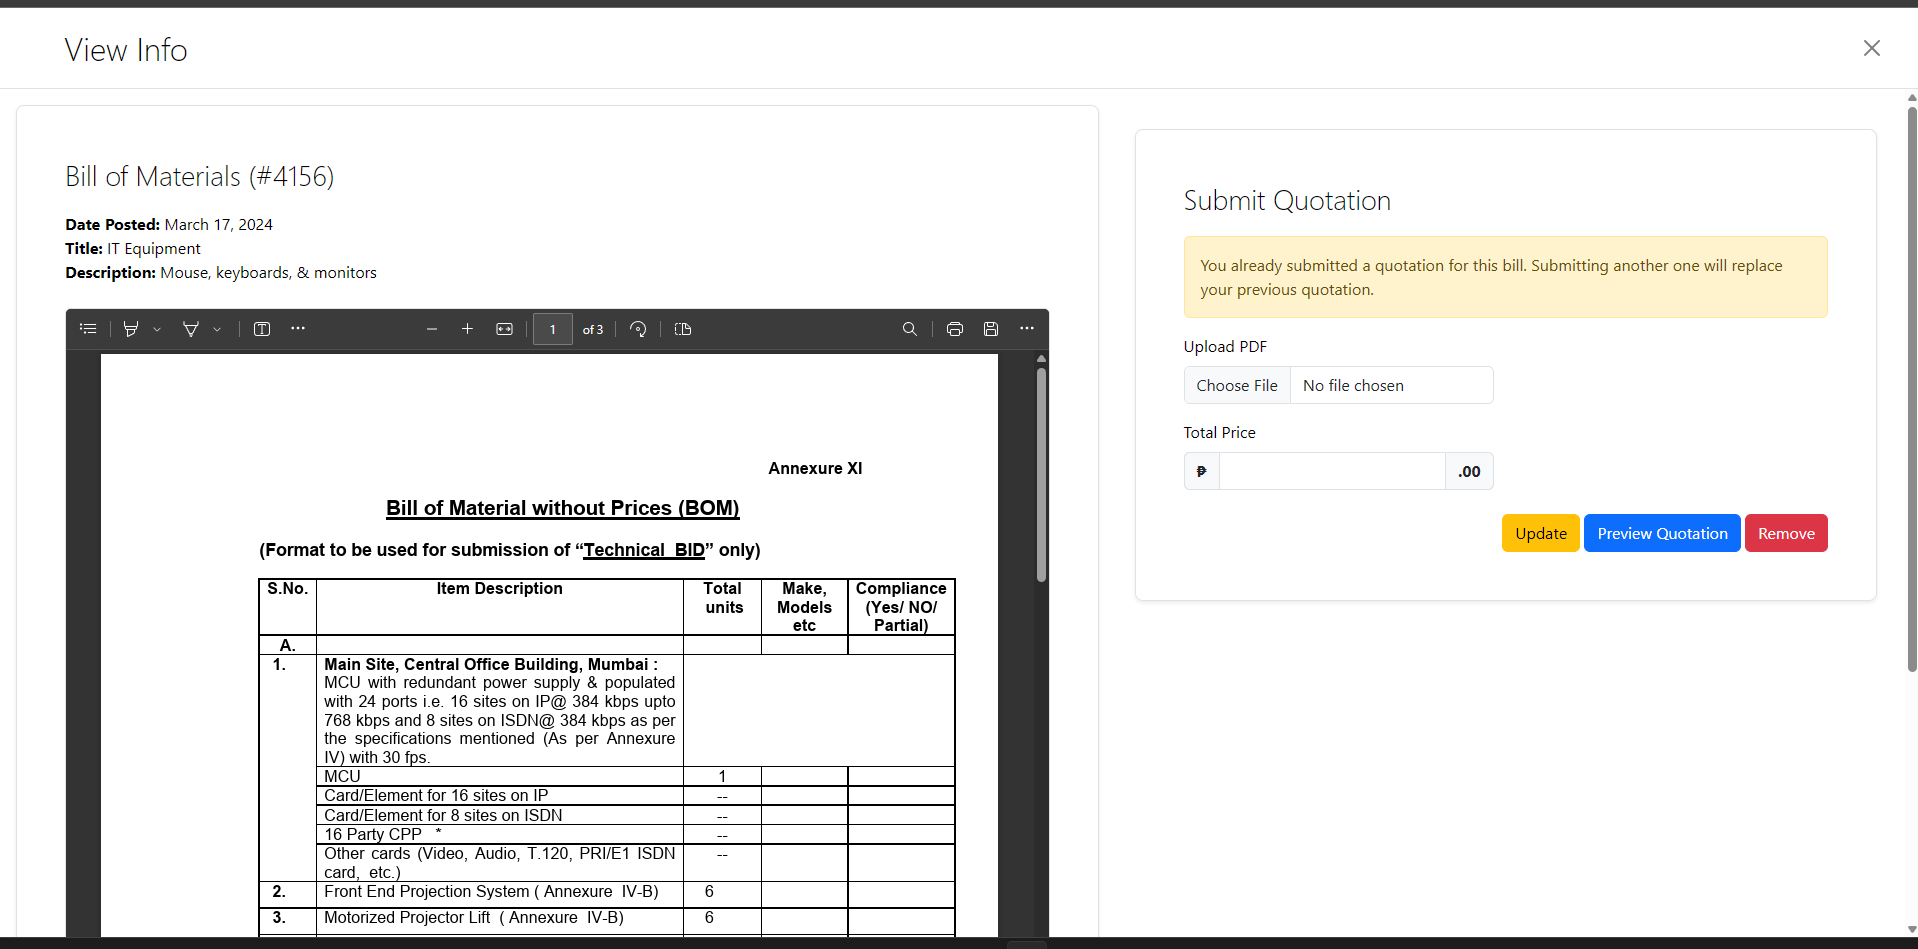 View Info
Bill of Materials (#4156)
Date Posted: March 17, 2024
Title: IT Equipment
Description: Mouse, keyboards, & monitors
1 of 3
Annexure XI
Bill of Material without Prices (BOM)
(Format to be used for submission of “Technical BID” only)
S.No. Item Description Total units Make, Models etc Compliance (Yes/ NO/ Partial)
A.
1. Main Site, Central Office Building, Mumbai :
MCU with redundant power supply & populated
with 24 ports i.e. 16 sites on IP@ 384 kbps upto
768 kbps and 8 sites on ISDN@ 384 kbps as per
the specifications mentioned (As per Annexure
IV) with 30 fps.
MCU 1
Card/Element for 16 sites on IP --
Card/Element for 8 sites on ISDN --
16 Party CPP * --
Other cards (Video, Audio, T.120, PRI/E1 ISDN --
card, etc.)
2. Front End Projection System ( Annexure IV-B) 6
3. Motorized Projector Lift ( Annexure IV-B) 6
Submit Quotation
You already submitted a quotation for this bill. Submitting another one will replace
your previous quotation.
Upload PDF
Choose File No file chosen
Total Price
₱ .00
Update Preview Quotation Remove